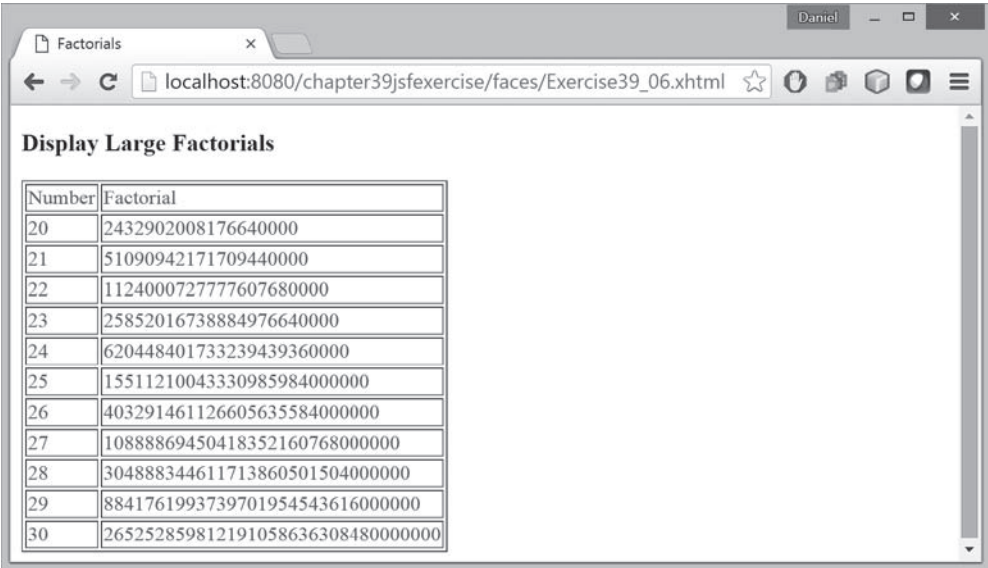 Daniel
Factorials
localhost:8080/chapter39jsfexercise/faces/Exercise39_06.xhtml
Display Large Factorials
Number Factorial
20 2432902008176640000
21 51090942171709440000
22 1124000727777607680000
23 25852016738884976640000
24 620448401733239439360000
25 15511210043330985984000000
26 403291461126605635584000000
27 10888869450418352160768000000
28 304888344611713860501504000000
29 8841761993739701954543616000000
30 265252859812191058636308480000000